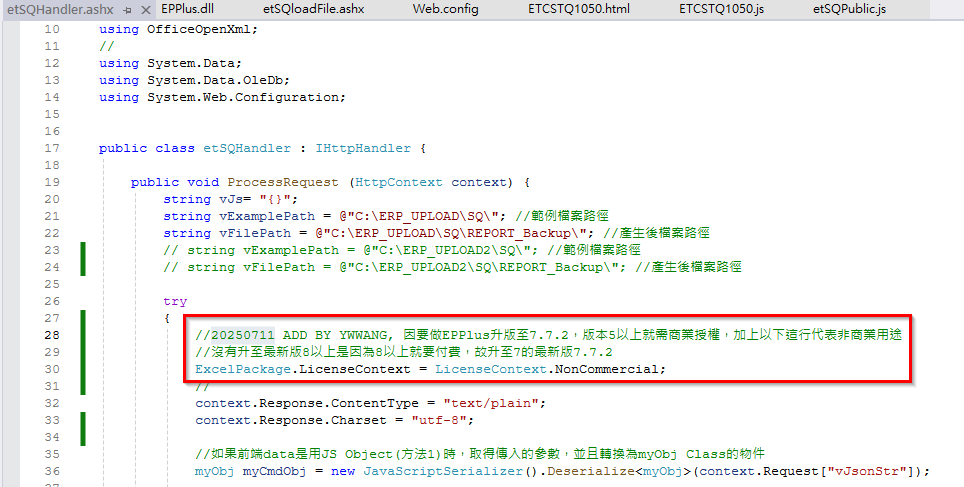 etSQHandler.ashx EPPlus.dll etSQloadFile.ashx Web.config ETCSTQ1050.html ETCSTQ1050.js etSQPublic.js
10 using OfficeOpenXml;
11 //
12 using System.Data;
13 using System.Data.OleDb;
14 using System.Web.Configuration;
15
16
17 public class etSQHandler : IHttpHandler {
18
19 public void ProcessRequest (HttpContext context) {
20 string vJs= "{}";
21 string vExamplePath = @"C:\ERP_UPLOAD\SQ\"; //範例檔案路徑
22 string vFilePath = @"C:\ERP_UPLOAD\SQ\REPORT_Backup\"; //產生後檔案路徑
23 // string vExamplePath = @"C:\ERP_UPLOAD2\SQ\"; //範例檔案路徑
24 // string vFilePath = @"C:\ERP_UPLOAD2\SQ\REPORT_Backup\"; //產生後檔案路徑
25
26 try
27 {
28 //20250711 ADD BY YWWANG, 因要做EPPlus升版至7.7.2，版本5以上就需商業授權，加上以下這行代表非商業用途
29 //沒有升至最新版8以上是因為8以上就要付費，故升至7的最新版7.7.2
30 ExcelPackage.LicenseContext = LicenseContext.NonCommercial;
31 //
32 context.Response.ContentType = "text/plain";
33 context.Response.Charset = "utf-8";
34
35 //如果前端data是用JS Object(方法1)時，取得傳入的參數，並且轉換為myObj Class的物件
36 myObj myCmdObj = new JavaScriptSerializer().Deserialize<myObj>(context.Request["vJsonStr"]);